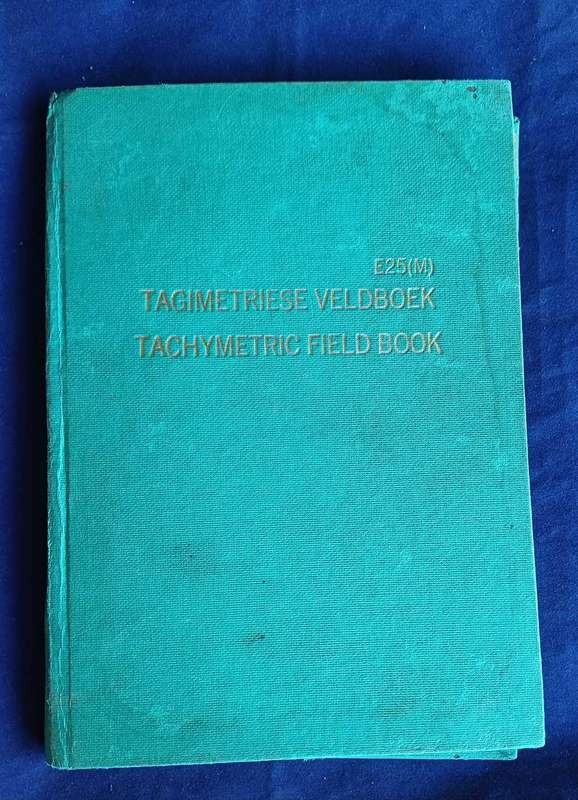 E25(M)
TAGIMETRIESE VELDBOEK
TACHYMETRIC FIELD BOOK